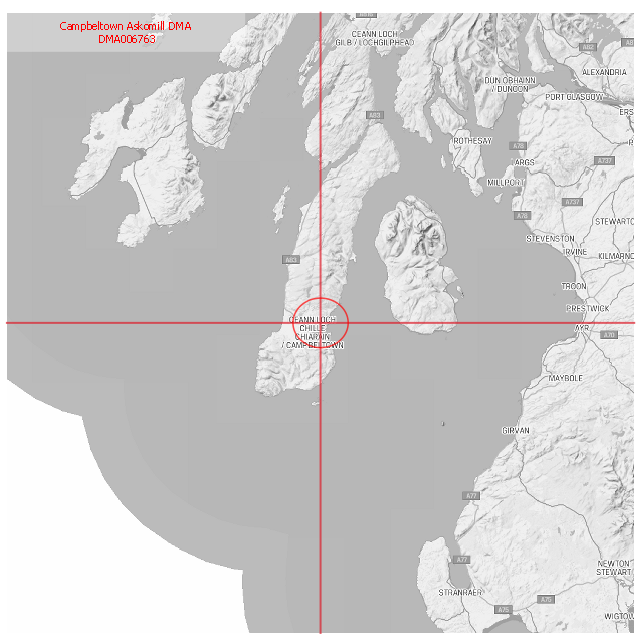 Campbeltown Askomill DMA
DMA006763
CEANN LOCH
GILB / LOCHGILPHEAD
A82
ALEXANDRIA
DUN OBHAINN
/ DUNOON
PORT GLASGOW
A83
ROTHESAY
A78
ARGS
A737
MILLPORT
A737
A78
STEWARTO
STEVENSTON
IRVINE
KILMARNC
A83
TROON
PRESTWICK
CEANN LOCH
CHILLE
CHIARAIN
/ CAMPBELTOWN
AYR
A70
MAYBOLE
GIRVAN
A77
A77
NEWTON
STEWART
STRANRAER
A75
A75
WIGTOW